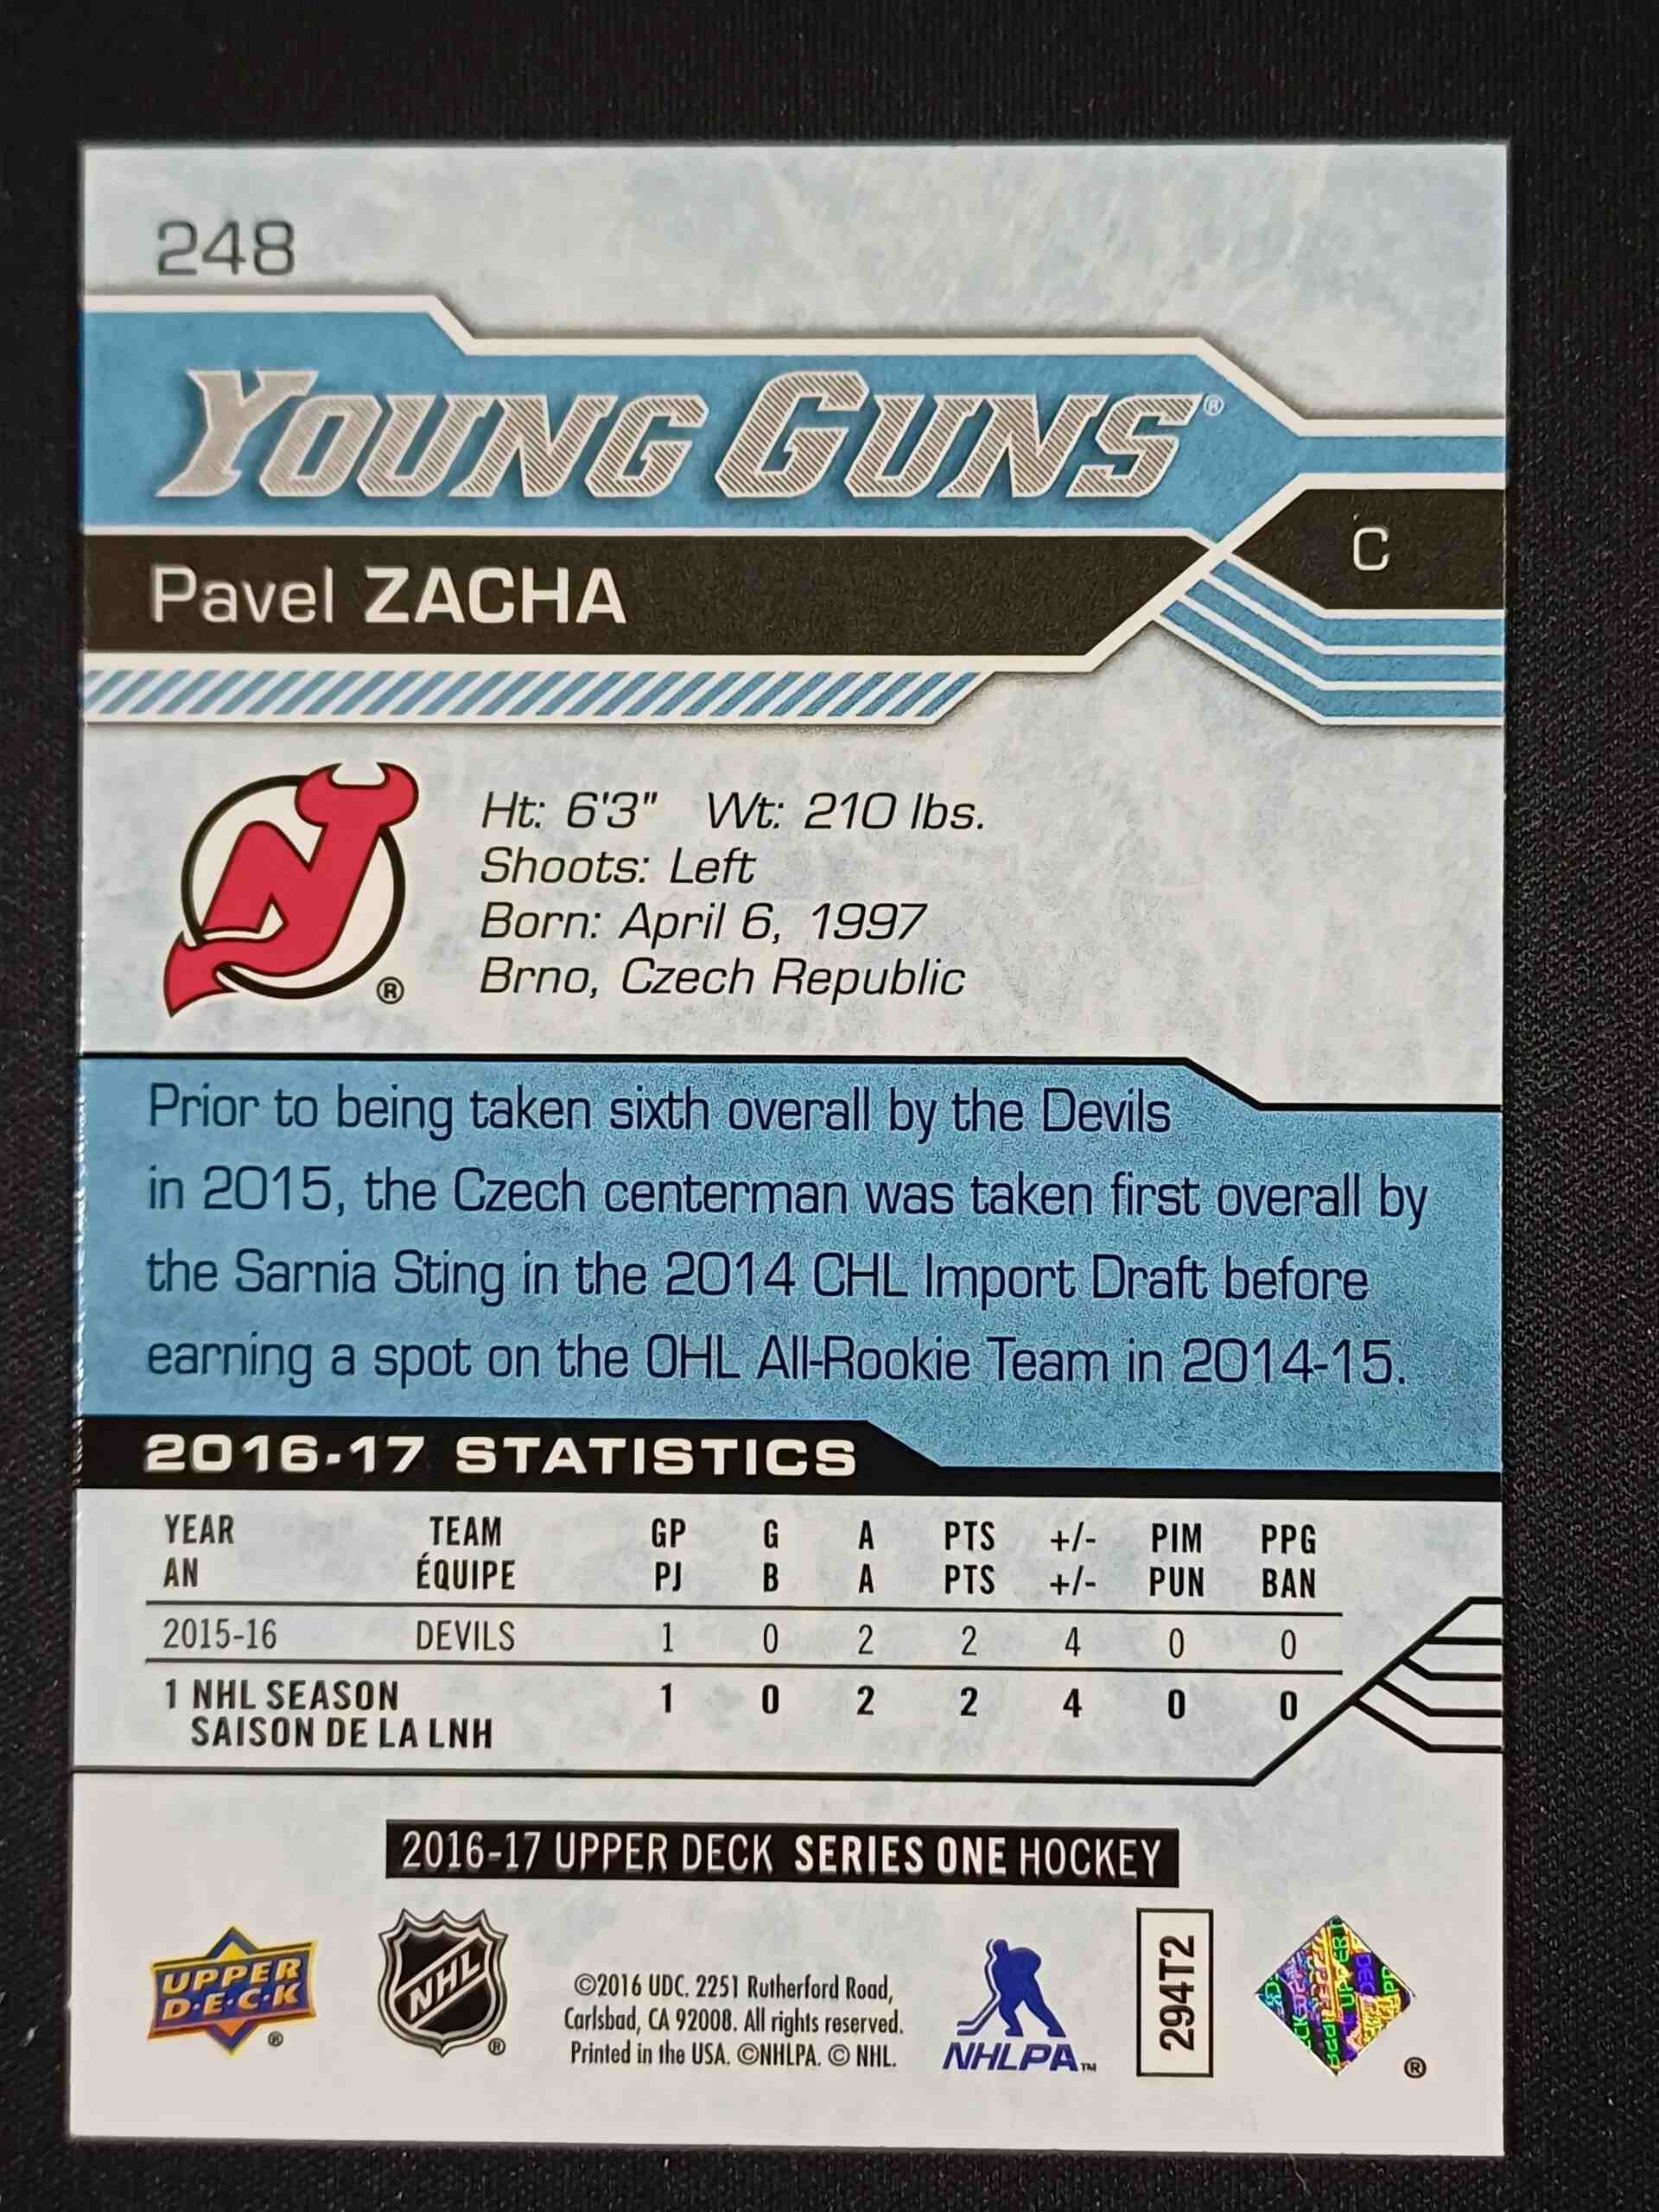 248
YOUNG GUNS®
Pavel ZACHA
C
®
Ht: 6'3" Wt: 210 lbs.
Shoots: Left
Born: April 6, 1997
Brno, Czech Republic
Prior to being taken sixth overall by the Devils
in 2015, the Czech centerman was taken first overall by
the Sarnia Sting in the 2014 CHL Import Draft before
earning a spot on the OHL All-Rookie Team in 2014-15.
2016-17 STATISTICS
YEAR TEAM GP G A PTS +/- PIM PPG
AN ÉQUIPE PJ B A PTS +/- PUN BAN
2015-16 DEVILS 1 0 2 2 4 0 0
1 NHL SEASON 1 0 2 2 4 0 0
SAISON DE LA LNH
2016-17 UPPER DECK SERIES ONE HOCKEY
UPPER
D·E·C·K
®
NHL
®
©2016 UDC. 2251 Rutherford Road,
Carlsbad, CA 92008. All rights reserved.
Printed in the USA. ©NHLPA. © NHL.
NHLPA™
294T2
®